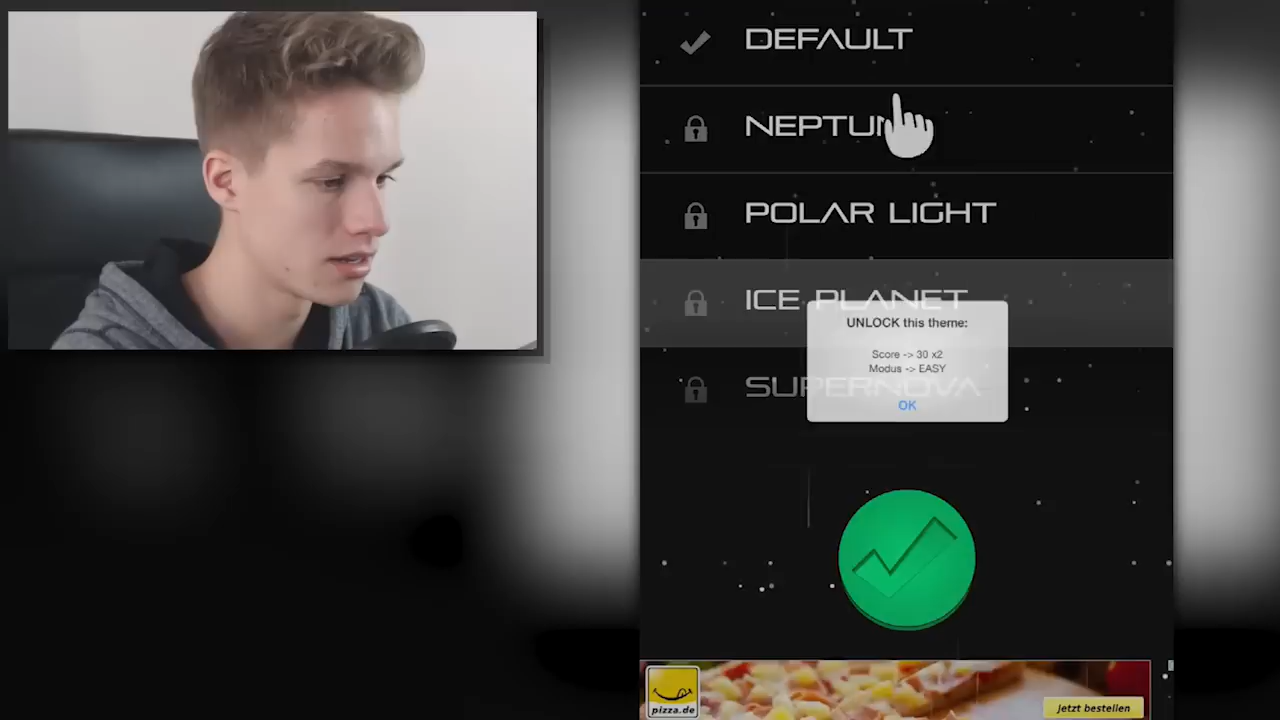 DEFAULT
NEPTUN
POLAR LIGHT
ICE PLANET
UNLOCK this theme:
Score -> 30 x2
Modus -> EASY
OK
SUPERNOVA
pizza.de
Jetzt bestellen